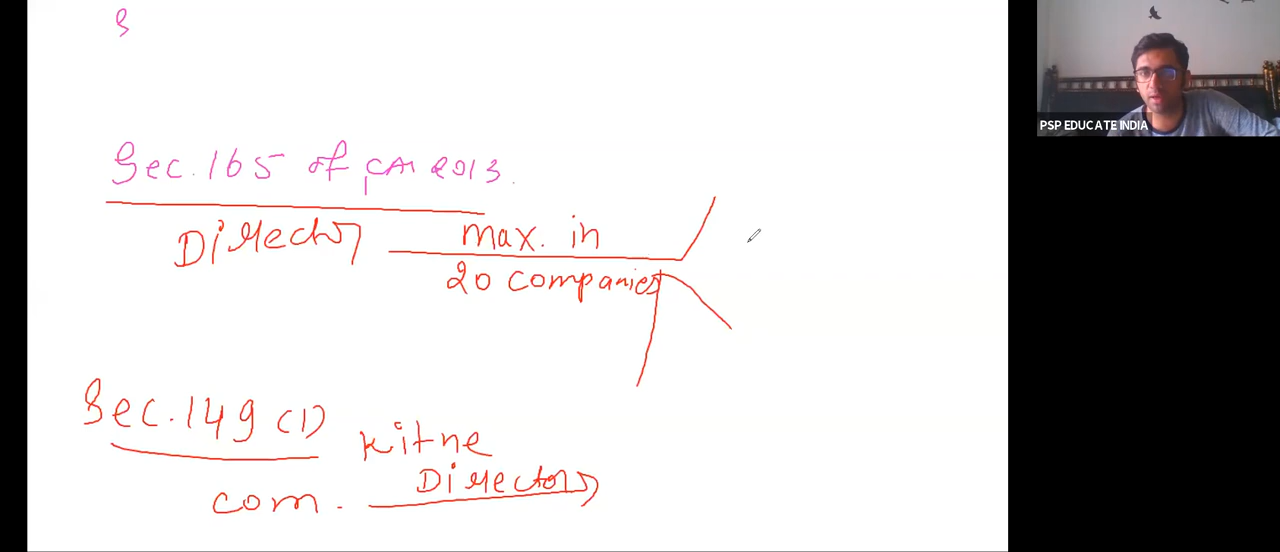 Sec. 165 of CA 2013.
Director max. in
20 companies
Sec. 149 (1)
Kitne
Directors
com.
PSP EDUCATE INDIA